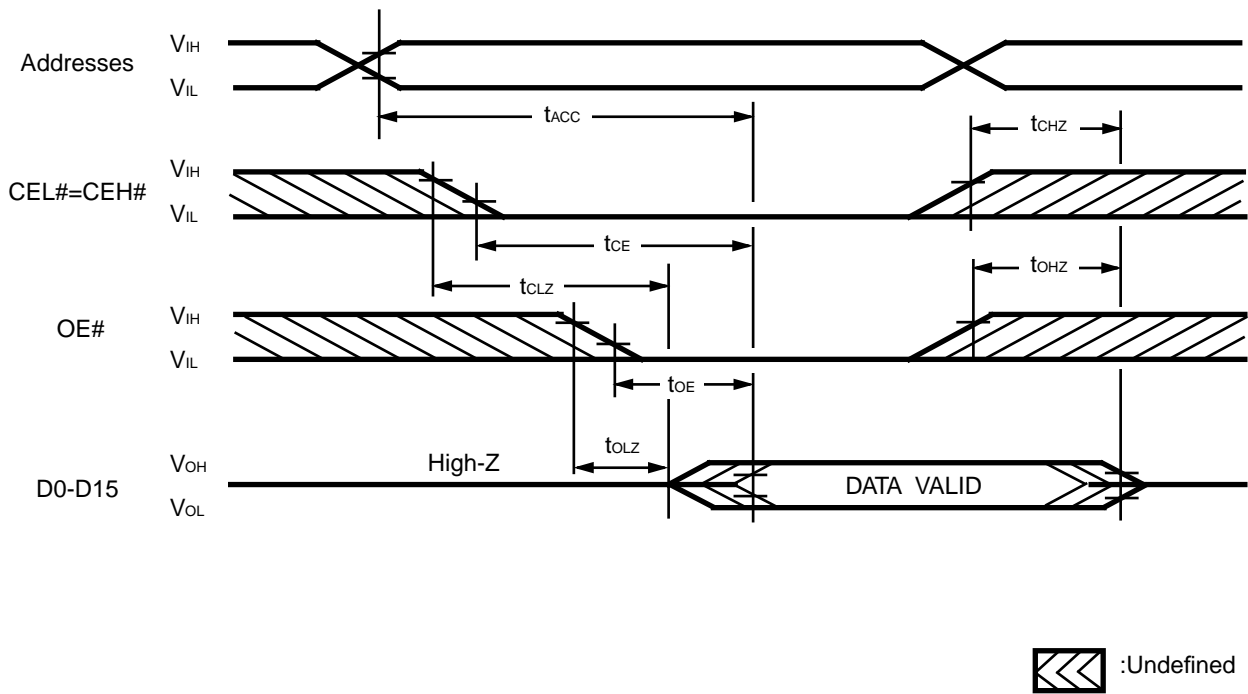 Addresses
VIH
VIL
tACC
tCHZ
CEL#=CEH#
VIH
VIL
tCE
tCLZ
tOHZ
OE#
VIH
VIL
tOE
tOLZ
D0-D15
VOH
VOL
High-Z
DATA VALID
:Undefined